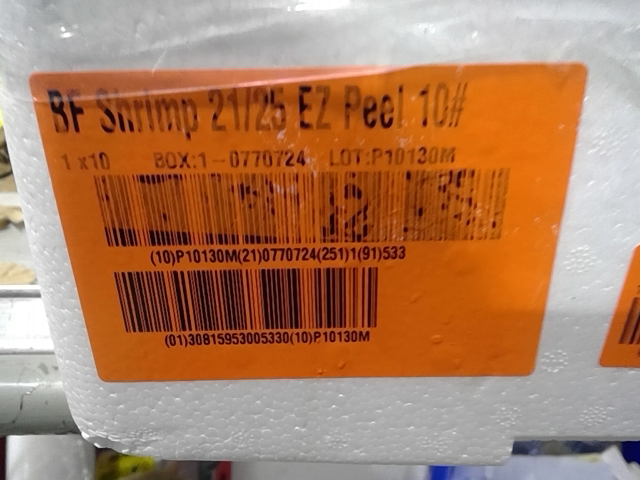 BF Shrimp 21/25 EZ Peel 10#
1 x10 BOX:1-0770724 LOT:P10130M
(10)P10130M(21)0770724(251)1(91)533
(01)30815953005330(10)P10130M